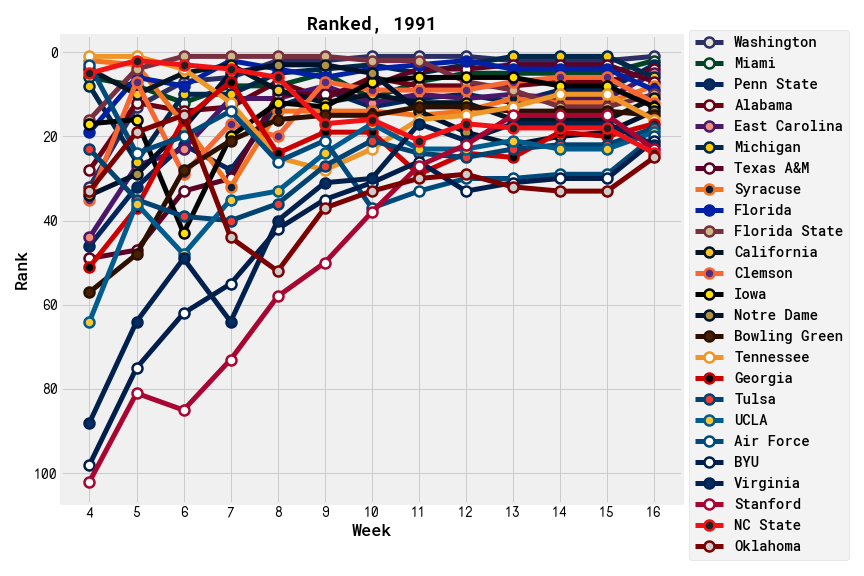 Ranked, 1991
Rank
0
20
40
60
80
100
4 5 6 7 8 9 10 11 12 13 14 15 16
Week
Washington
Miami
Penn State
Alabama
East Carolina
Michigan
Texas A&M
Syracuse
Florida
Florida State
California
Clemson
Iowa
Notre Dame
Bowling Green
Tennessee
Georgia
Tulsa
UCLA
Air Force
BYU
Virginia
Stanford
NC State
Oklahoma